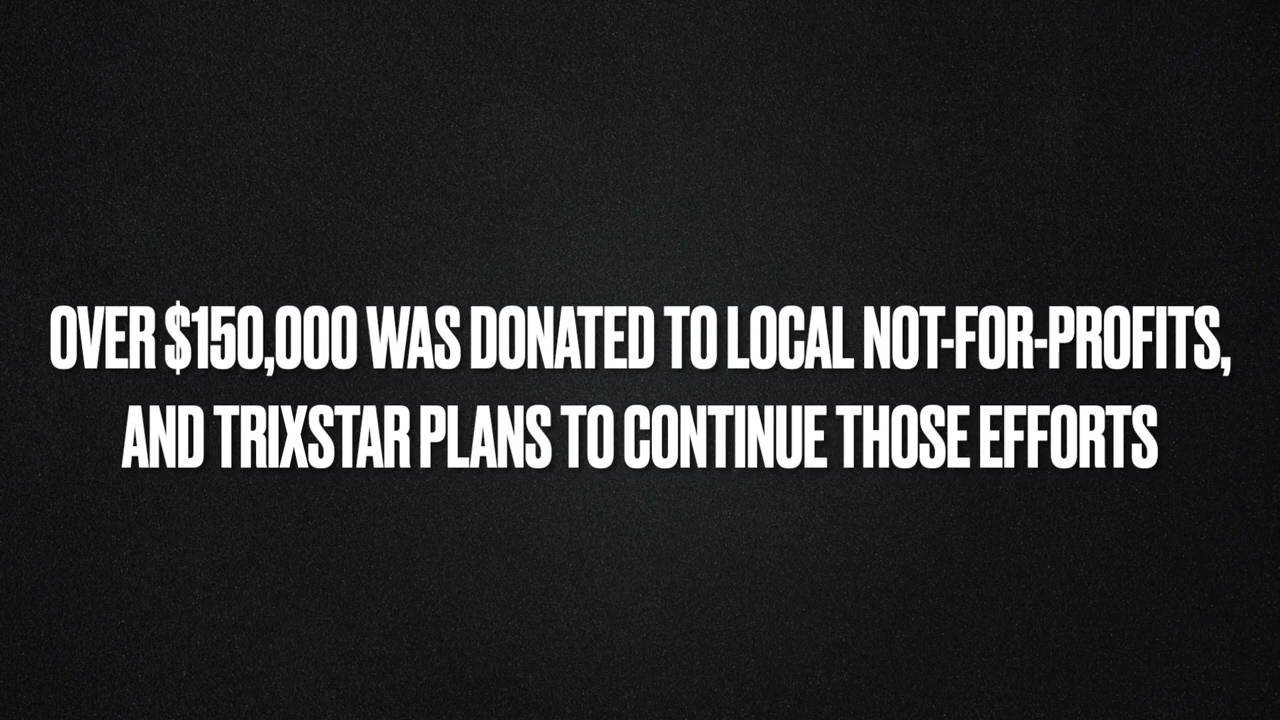 OVER $150,000 WAS DONATED TO LOCAL NOT-FOR-PROFITS,
AND TRIXSTAR PLANS TO CONTINUE THOSE EFFORTS